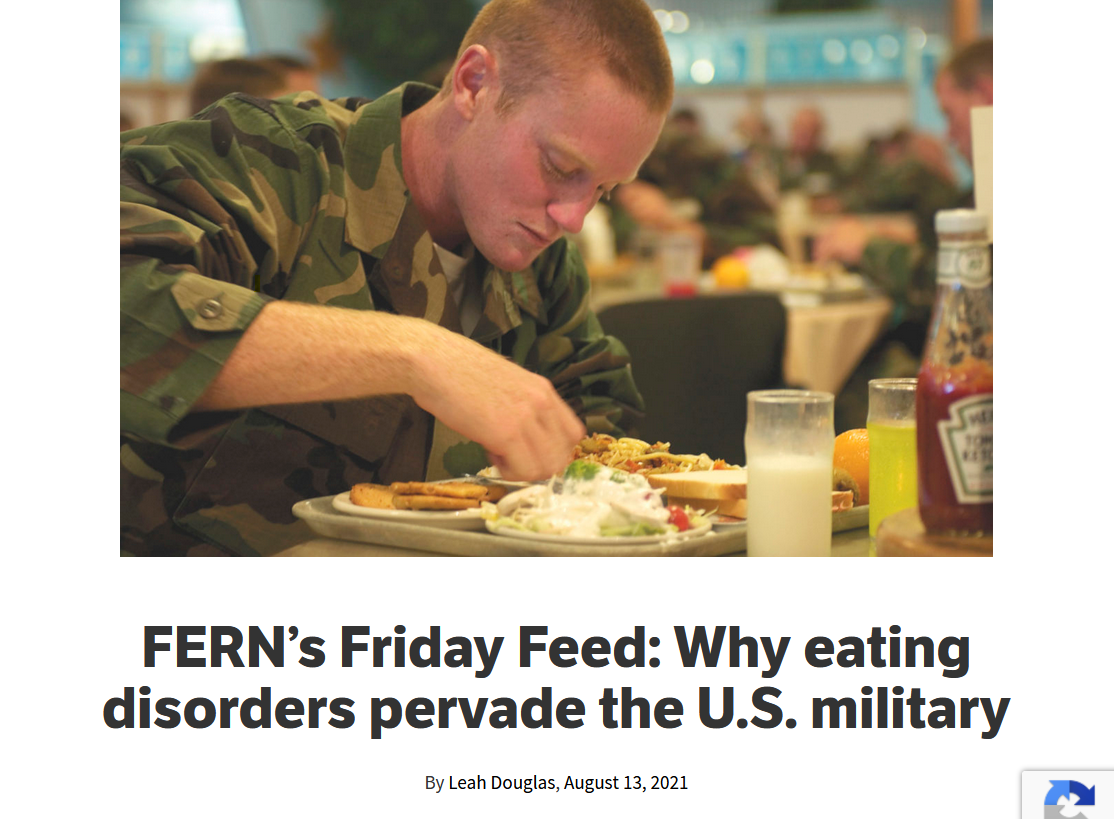 FERN’s Friday Feed: Why eating
disorders pervade the U.S. military
By Leah Douglas, August 13, 2021